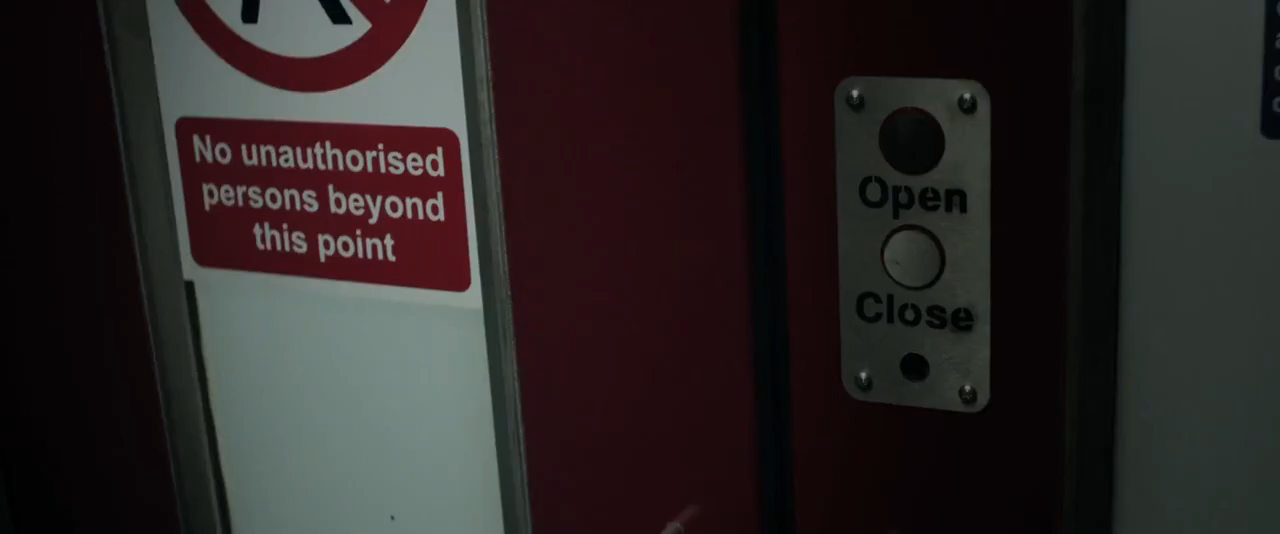 No unauthorised
persons beyond
this point
Open
Close